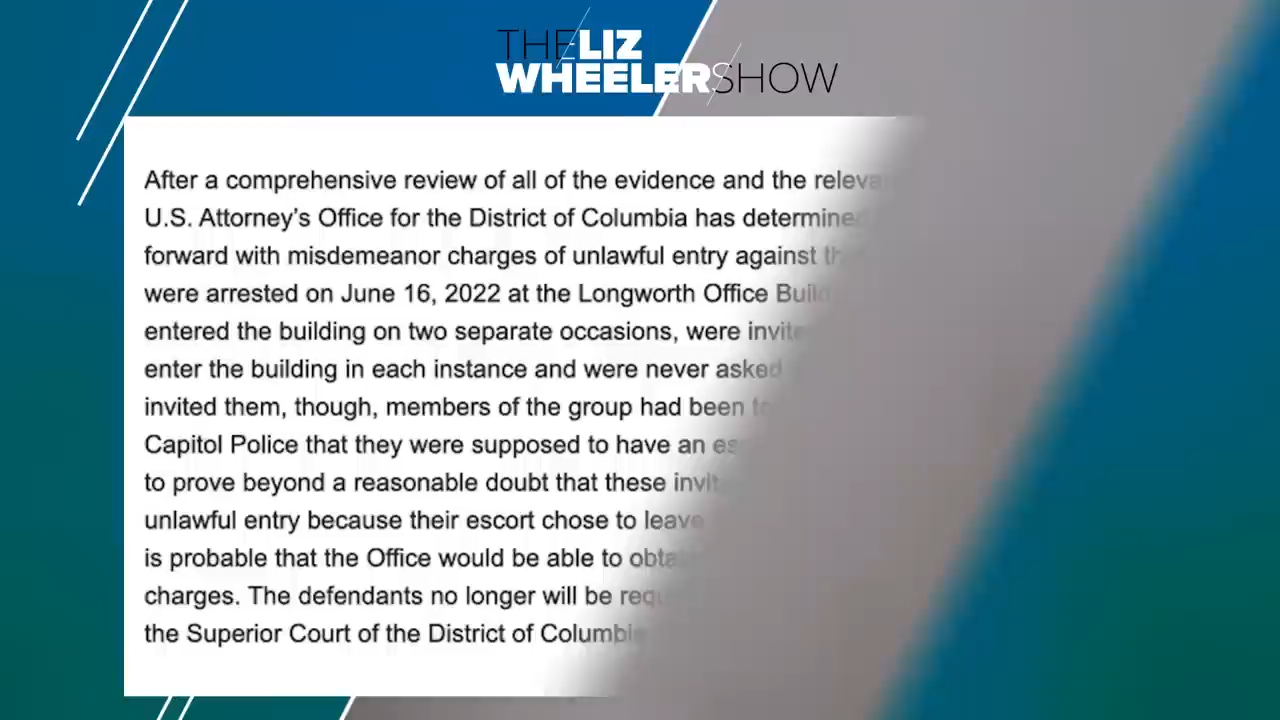 THE LIZ
WHEELER SHOW
After a comprehensive review of all of the evidence and the
U.S. Attorney's Office for the District of Columbia has determined
forward with misdemeanor charges of unlawful entry against
were arrested on June 16, 2022 at the Longworth Office
entered the building on two separate occasions, were
enter the building in each instance and were never asked
invited them, though, members of the group had been
Capitol Police that they were supposed to have an
to prove beyond a reasonable doubt that these
unlawful entry because their escort chose to leave
is probable that the Office would be able to
charges. The defendants no longer will be
the Superior Court of the District of Columbia